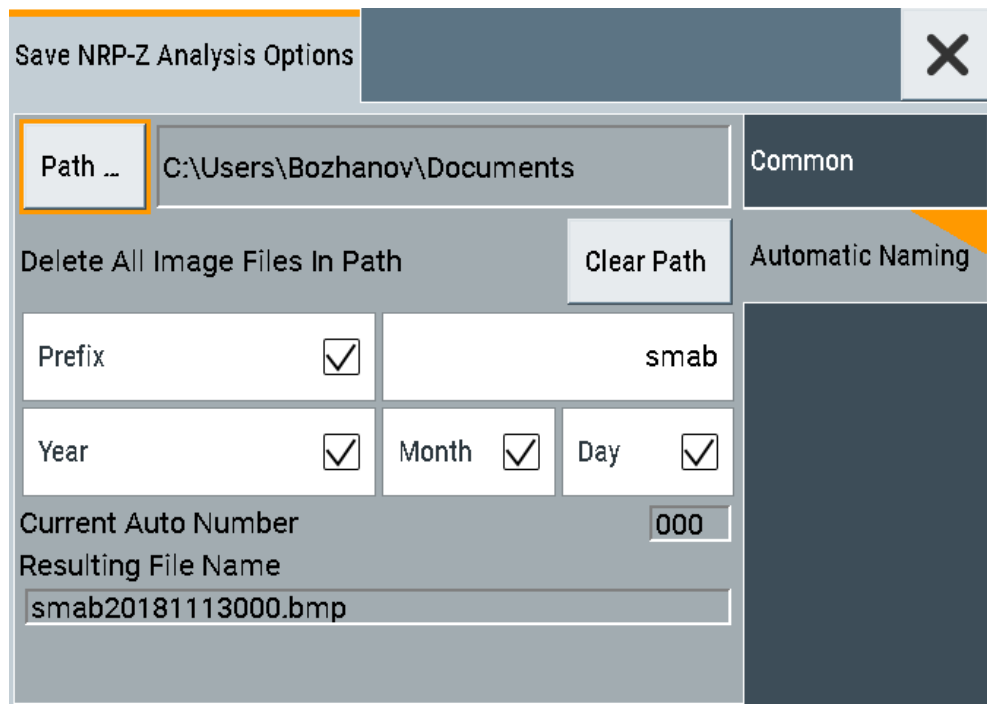 Save NRP-Z Analysis Options
Path ... C:\Users\Bozhanov\Documents
Common
Delete All Image Files In Path Clear Path
Automatic Naming
Prefix smab
Year Month Day
Current Auto Number 000
Resulting File Name
smab20181113000.bmp